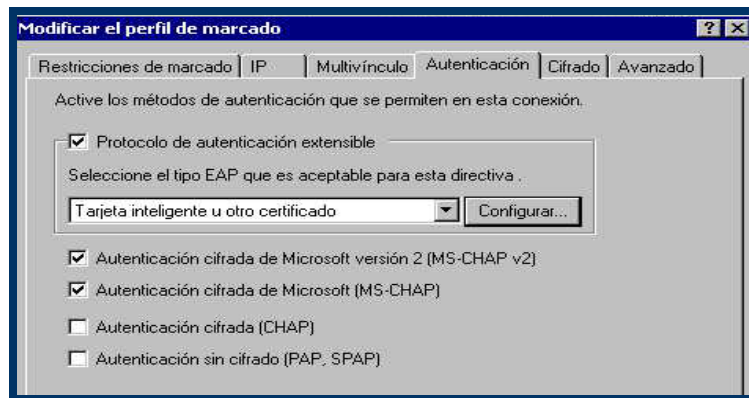 Modificar el perfil de marcado
Restricciones de marcado IP Multivínculo Autenticación Cifrado Avanzado
Active los métodos de autenticación que se permiten en esta conexión.
Protocolo de autenticación extensible
Seleccione el tipo EAP que es aceptable para esta directiva .
Tarjeta inteligente u otro certificado Configurar...
Autenticación cifrada de Microsoft versión 2 (MS-CHAP v2)
Autenticación cifrada de Microsoft (MS-CHAP)
Autenticación cifrada (CHAP)
Autenticación sin cifrado (PAP, SPAP)